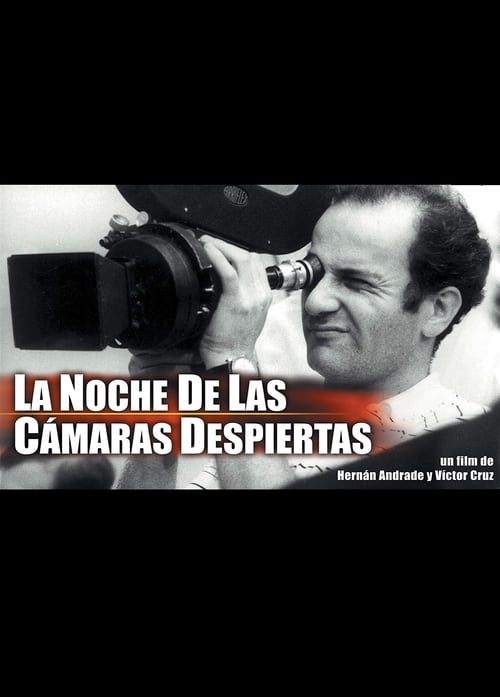 LA NOCHE DE LAS
CÁMARAS DESPIERTAS
un film de
Hernán Andrade y Víctor Cruz